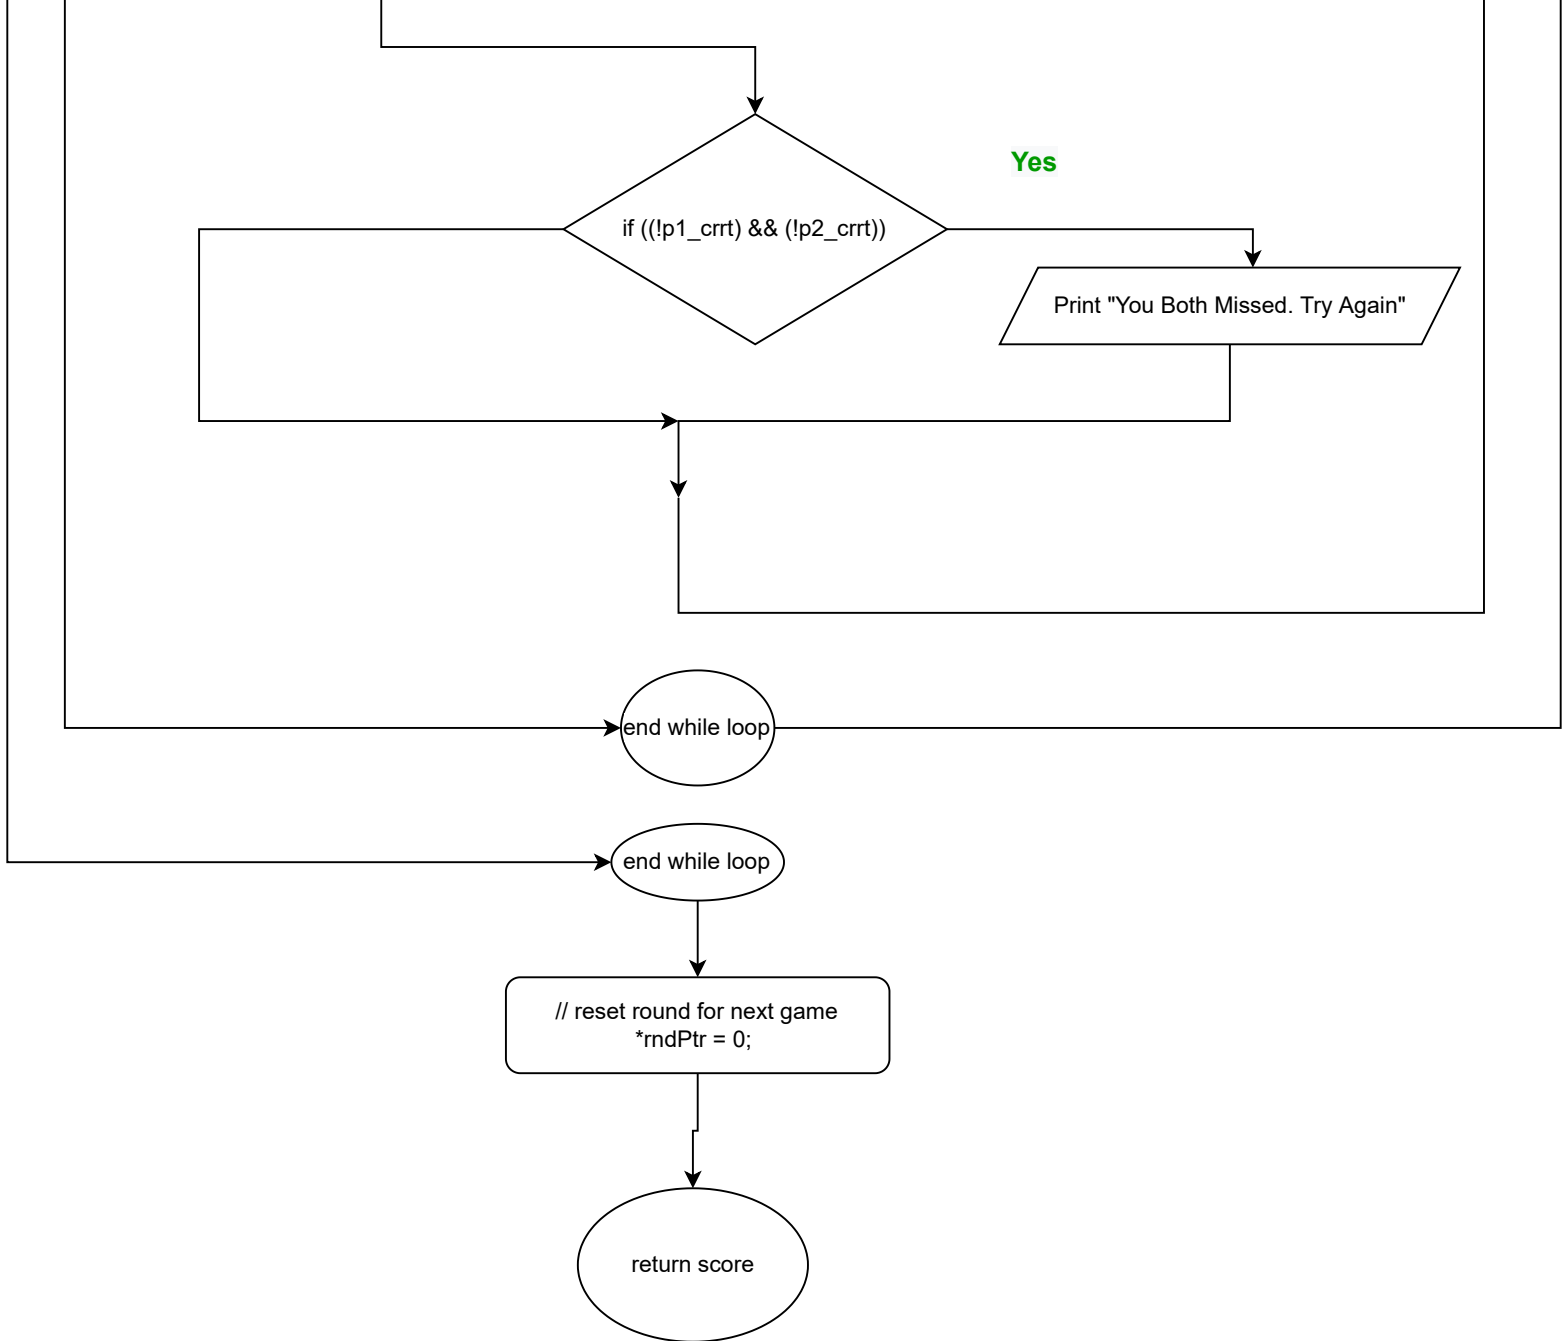 Yes
if ((!p1_crrt) && (!p2_crrt))
Print "You Both Missed. Try Again"
end while loop
end while loop
// reset round for next game
*rndPtr = 0;
return score